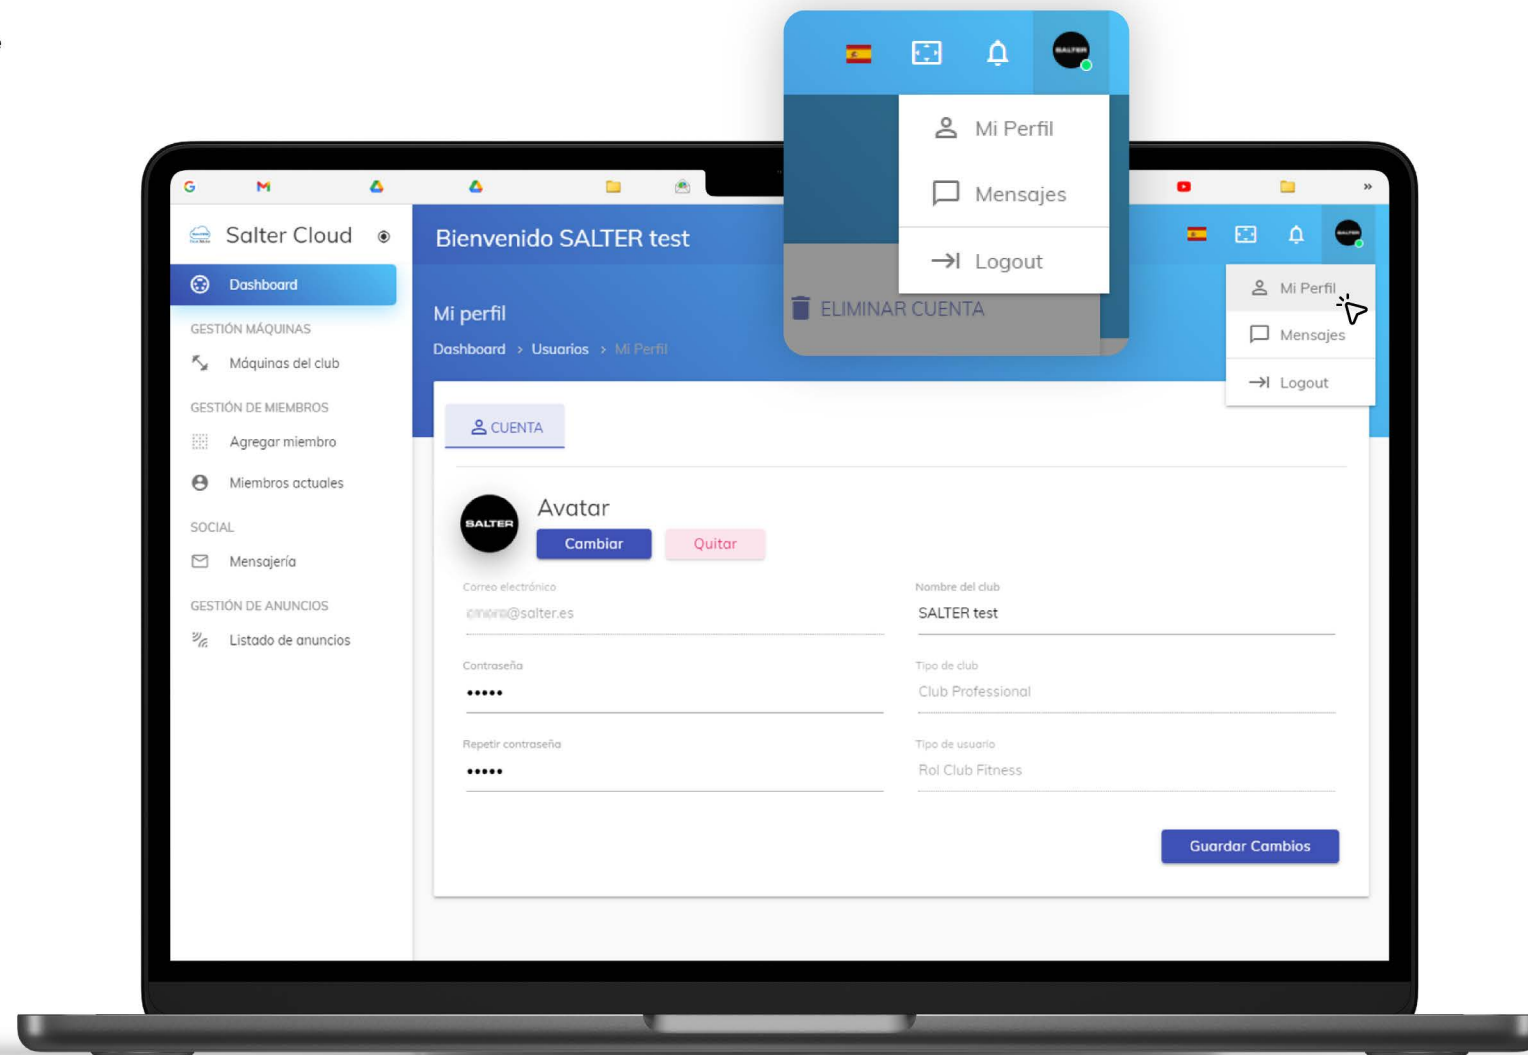 Mi Perfil
Mensajes
Logout
ELIMINAR CUENTA
SALTER
Salter Cloud
Bienvenido SALTER test
Dashboard
Mi perfil
Dashboard > Usuarios > Mi Perfil
GESTIÓN MÁQUINAS
Máquinas del club
GESTIÓN DE MIEMBROS
Agregar miembro
Miembros actuales
SOCIAL
Mensajería
GESTIÓN DE ANUNCIOS
Listado de anuncios
Mi Perfil
Mensajes
Logout
CUENTA
SALTER
Avatar
Cambiar
Quitar
Correo electrónico
@salter.es
Nombre del club
SALTER test
Contraseña
•••••
Tipo de club
Club Professional
Repetir contraseña
•••••
Tipo de usuario
Rol Club Fitness
Guardar Cambios